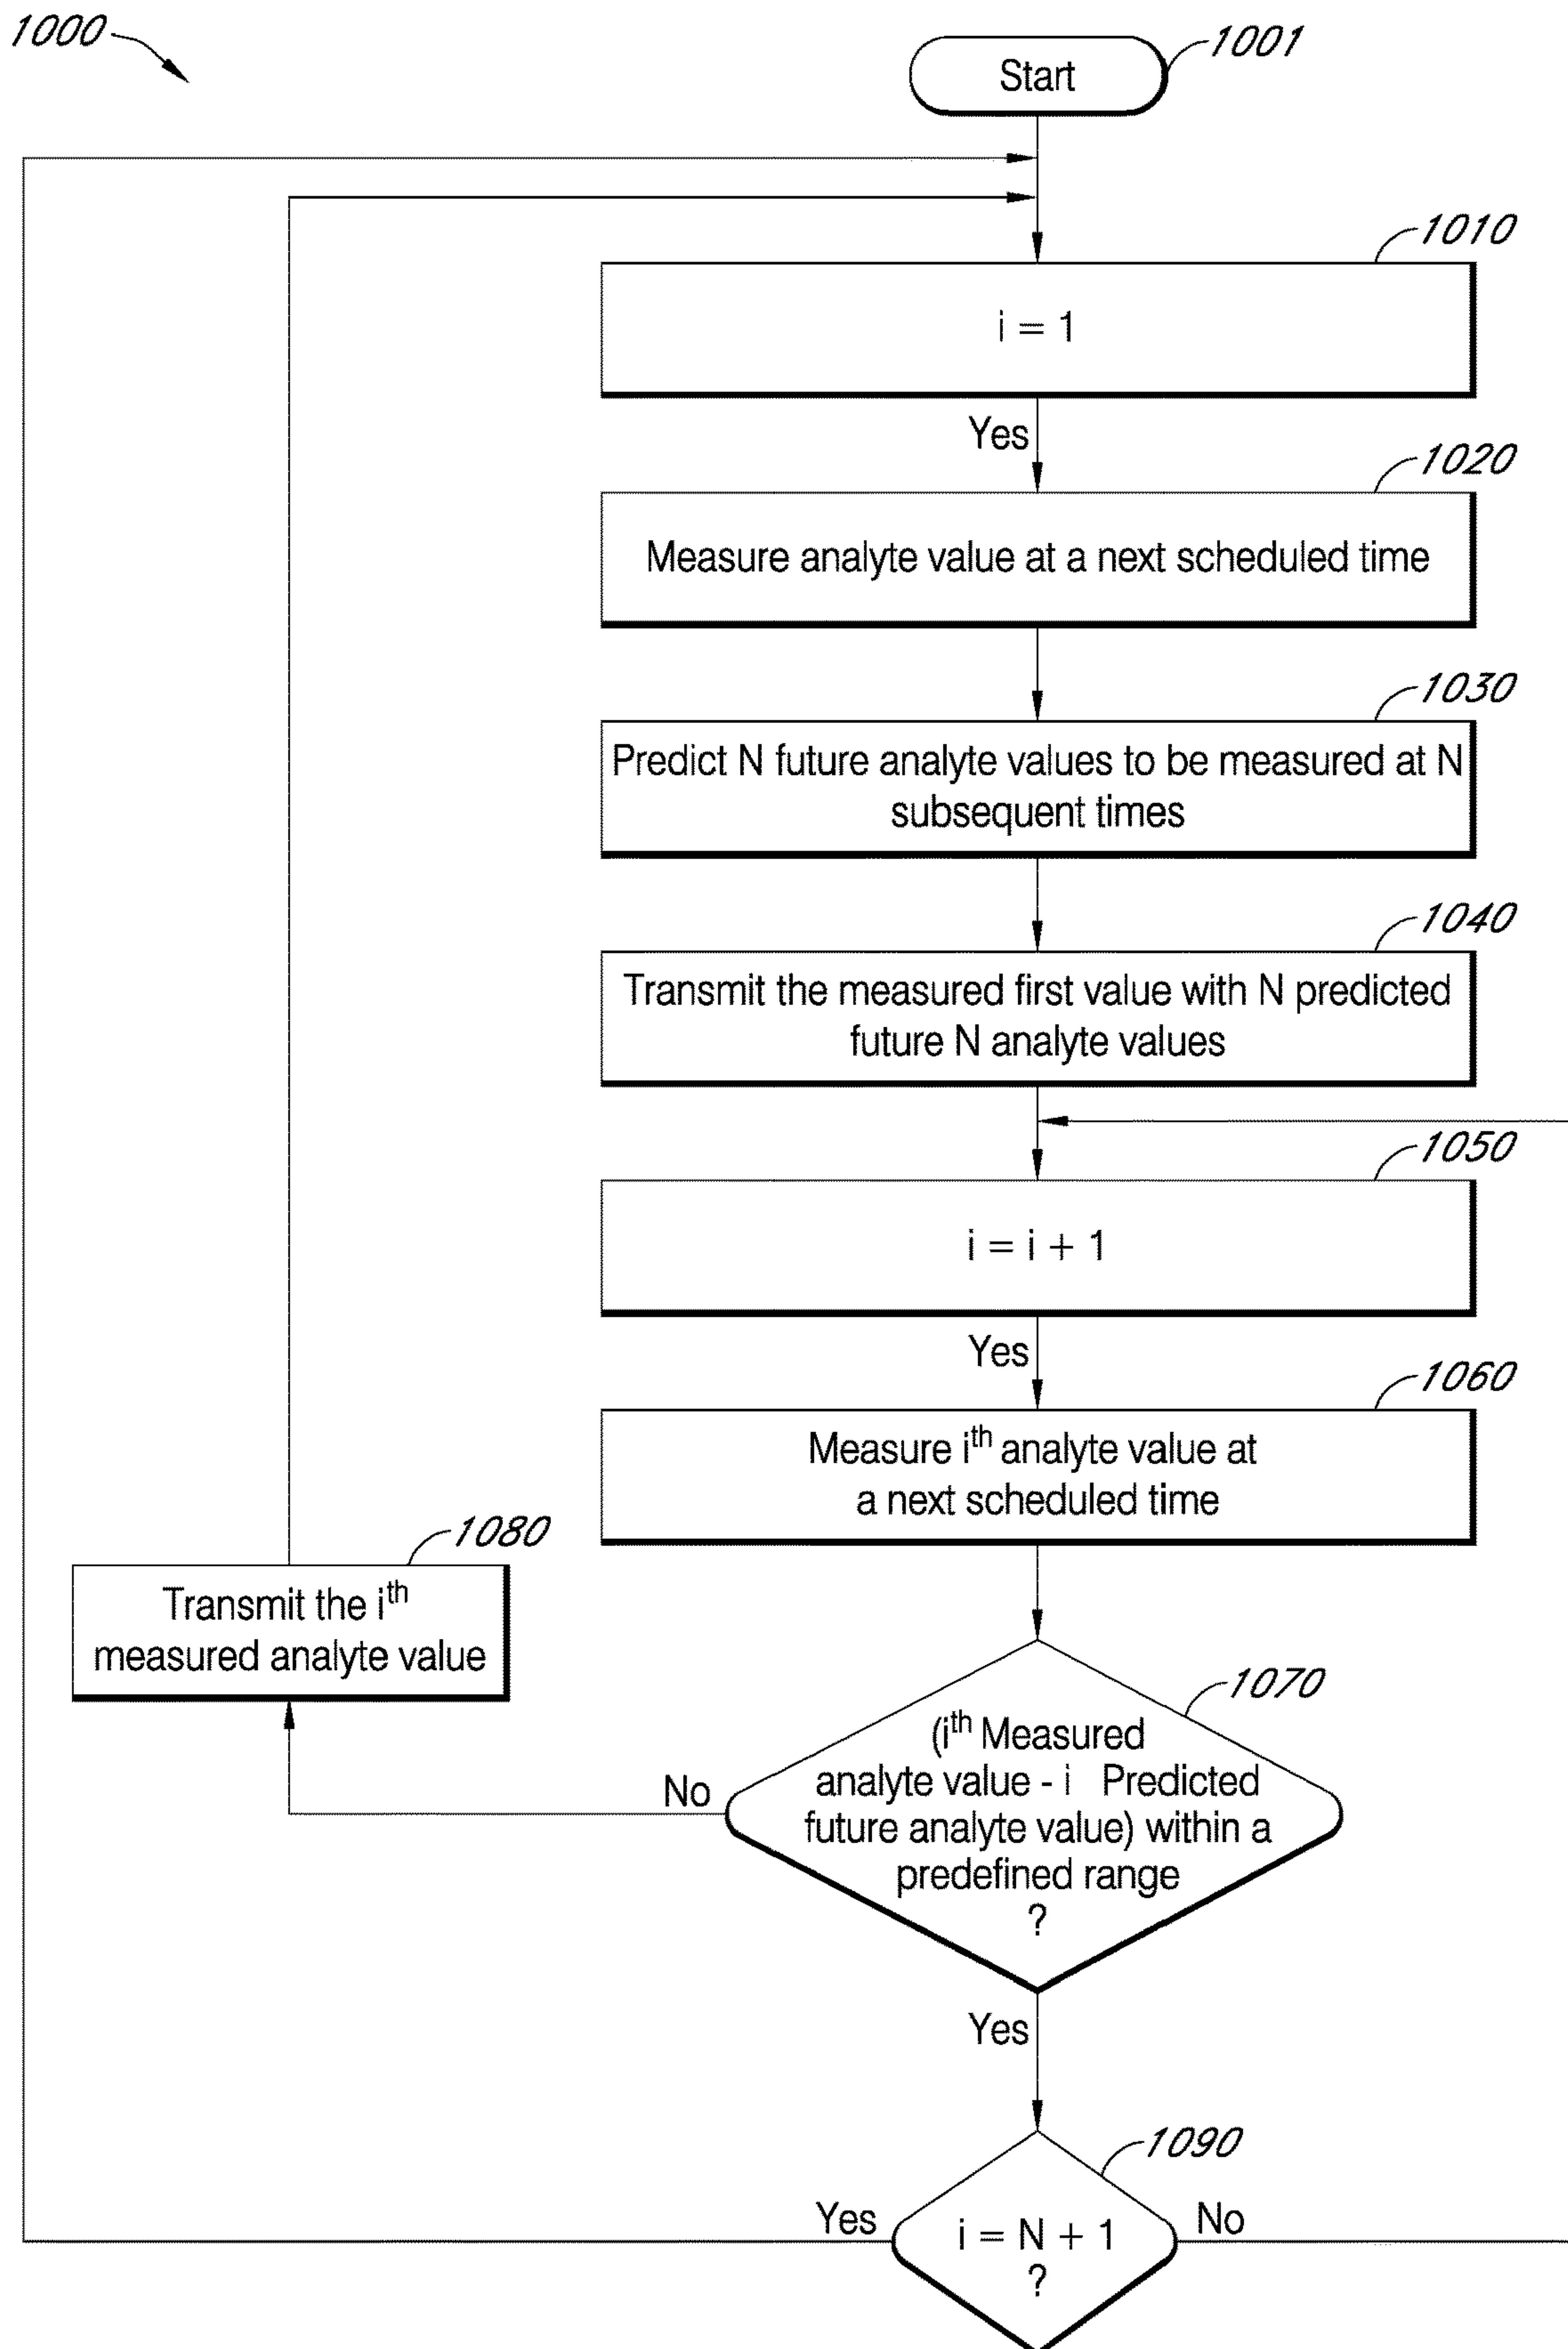 1000
Start
1001
1010
i = 1
Yes
1020
Measure analyte value at a next scheduled time
1030
Predict N future analyte values to be measured at N
subsequent times
1040
Transmit the measured first value with N predicted
future N analyte values
1050
i = i + 1
Yes
1060
Measure ith analyte value at
a next scheduled time
1080
Transmit the ith
measured analyte value
1070
(ith Measured
analyte value - i Predicted
future analyte value) within a
predefined range
?
No
Yes
1090
Yes
i = N + 1
?
No